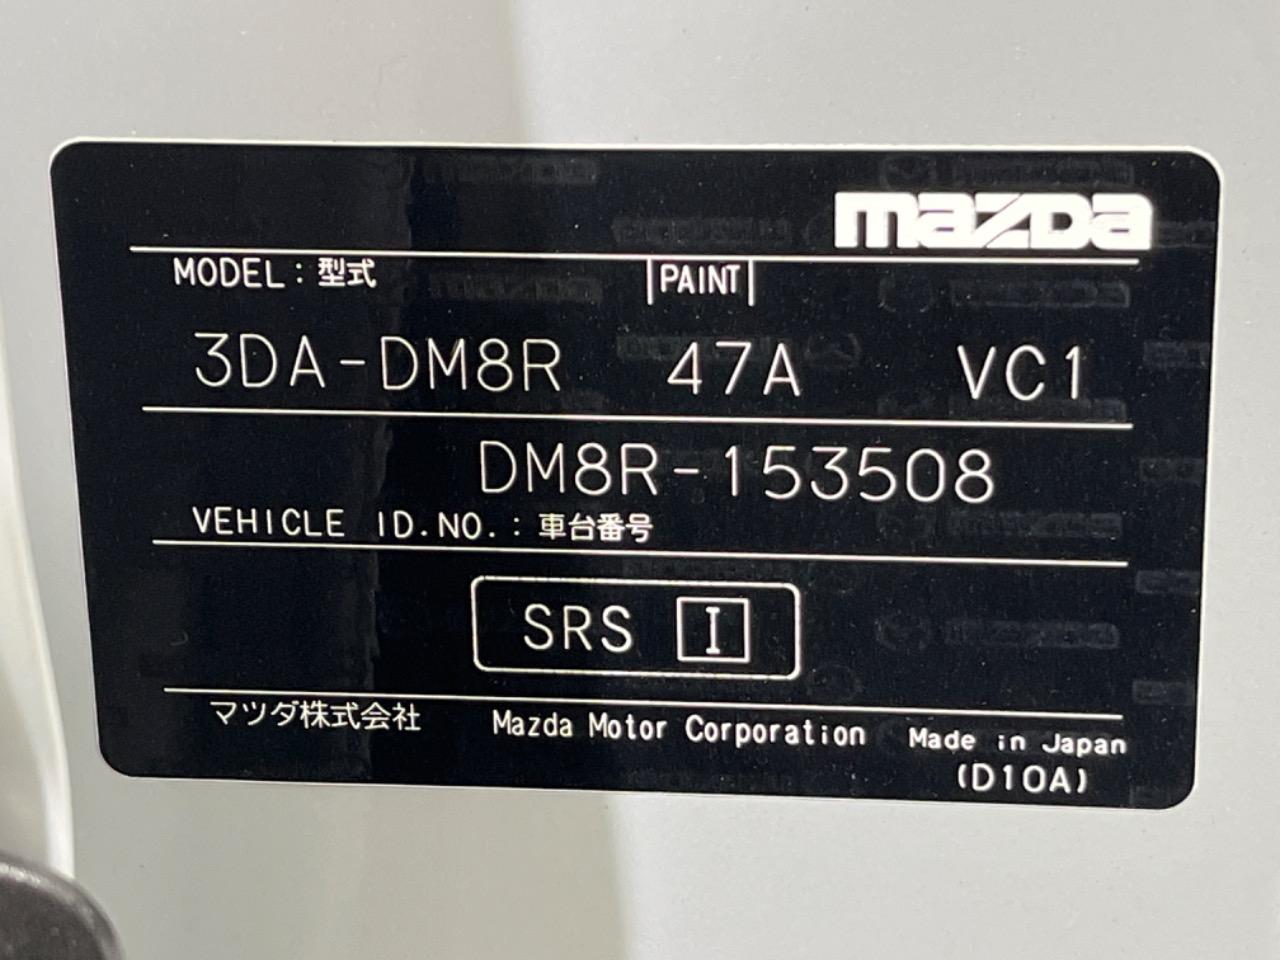 mazda
MODEL : 型式 PAINT
3DA-DM8R 47A VC1
DM8R-153508
VEHICLE ID.NO. : 車台番号
SRS I
マツダ株式会社 Mazda Motor Corporation Made in Japan
(D10A)